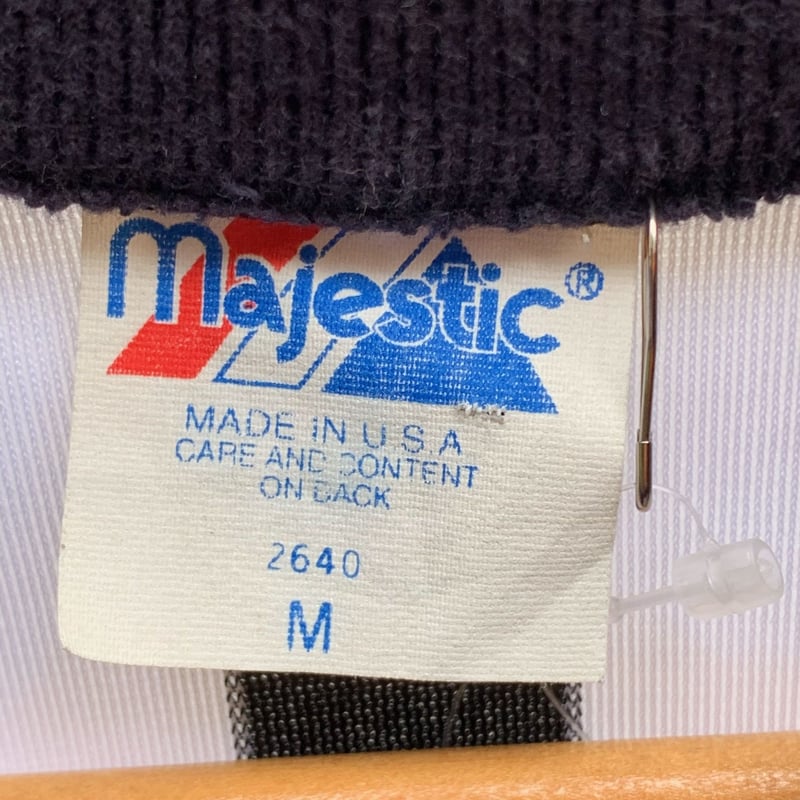 majestic®
MADE IN U.S.A
CARE AND CONTENT
ON BACK
2640
M